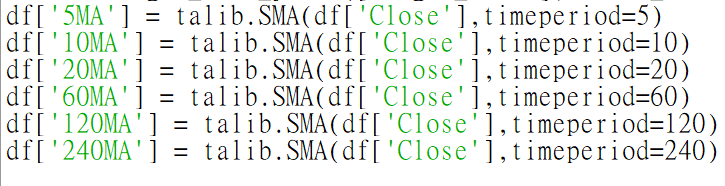 df['5MA'] = talib.SMA(df['Close'],timeperiod=5)
df['10MA'] = talib.SMA(df['Close'],timeperiod=10)
df['20MA'] = talib.SMA(df['Close'],timeperiod=20)
df['60MA'] = talib.SMA(df['Close'],timeperiod=60)
df['120MA'] = talib.SMA(df['Close'],timeperiod=120)
df['240MA'] = talib.SMA(df['Close'],timeperiod=240)